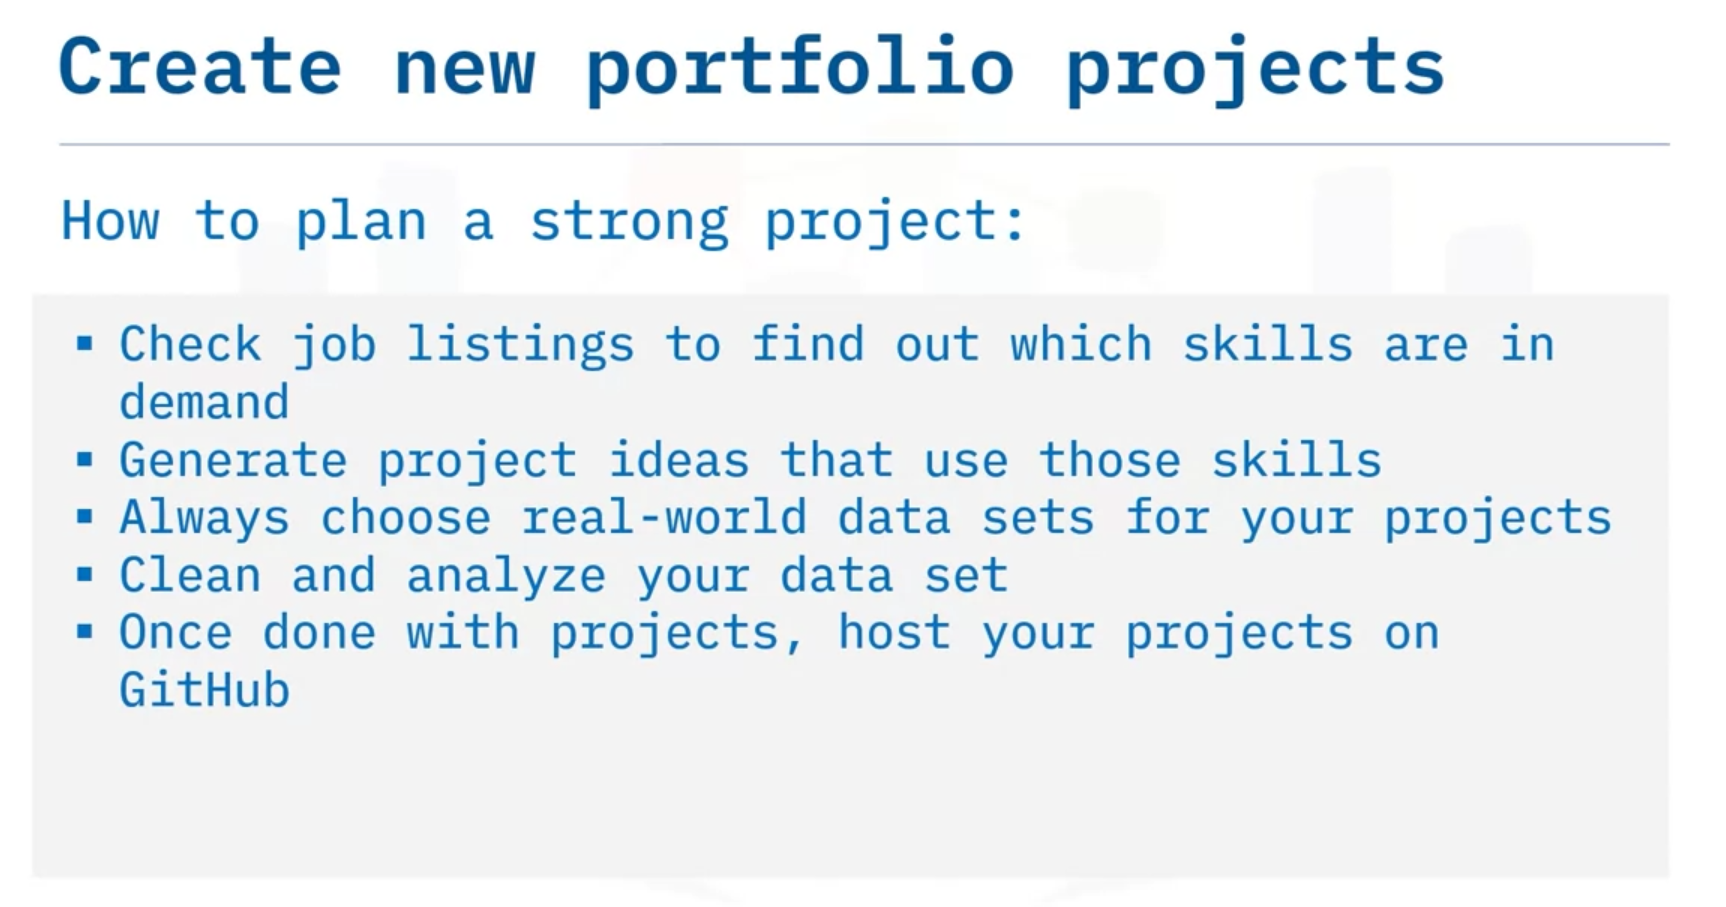 Create new portfolio projects
How to plan a strong project:
▪ Check job listings to find out which skills are in
demand
▪ Generate project ideas that use those skills
▪ Always choose real-world data sets for your projects
▪ Clean and analyze your data set
▪ Once done with projects, host your projects on
GitHub